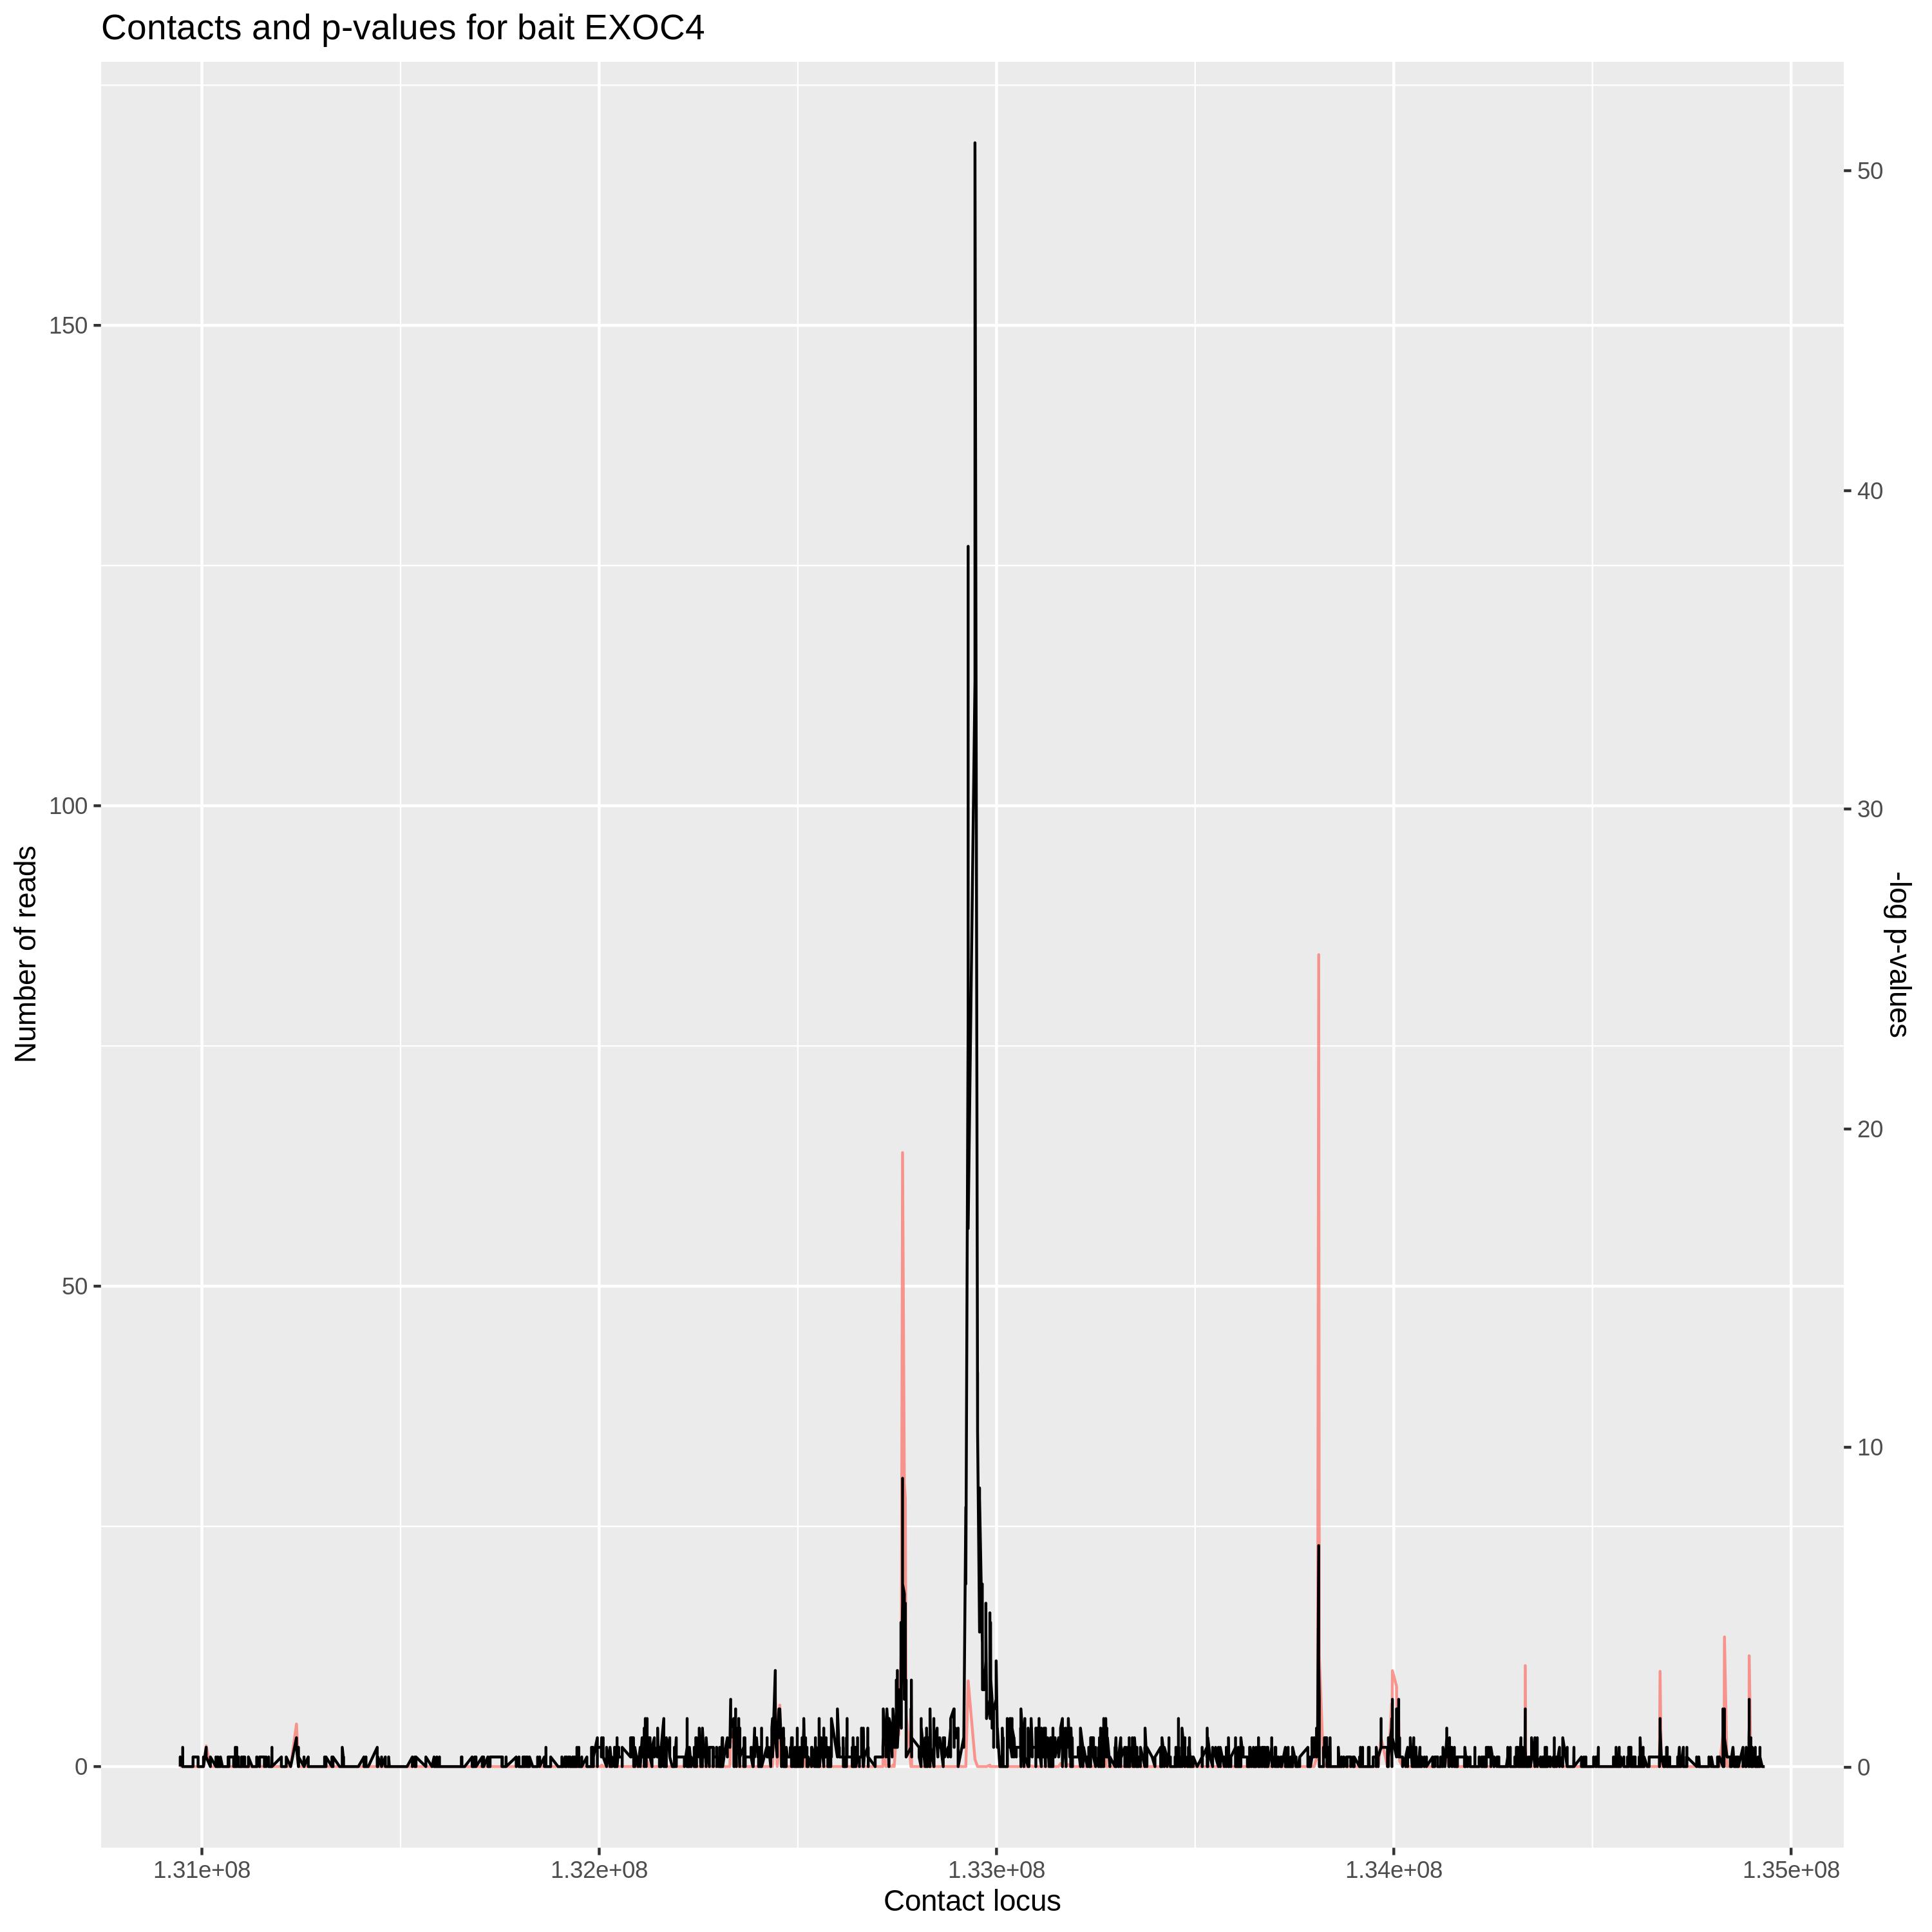 Contacts and p-values for bait EXOC4
150
100
50
0
Number of reads
50
40
30
20
10
0
-log p-values
1.31e+08
1.32e+08
1.33e+08
1.34e+08
1.35e+08
Contact locus